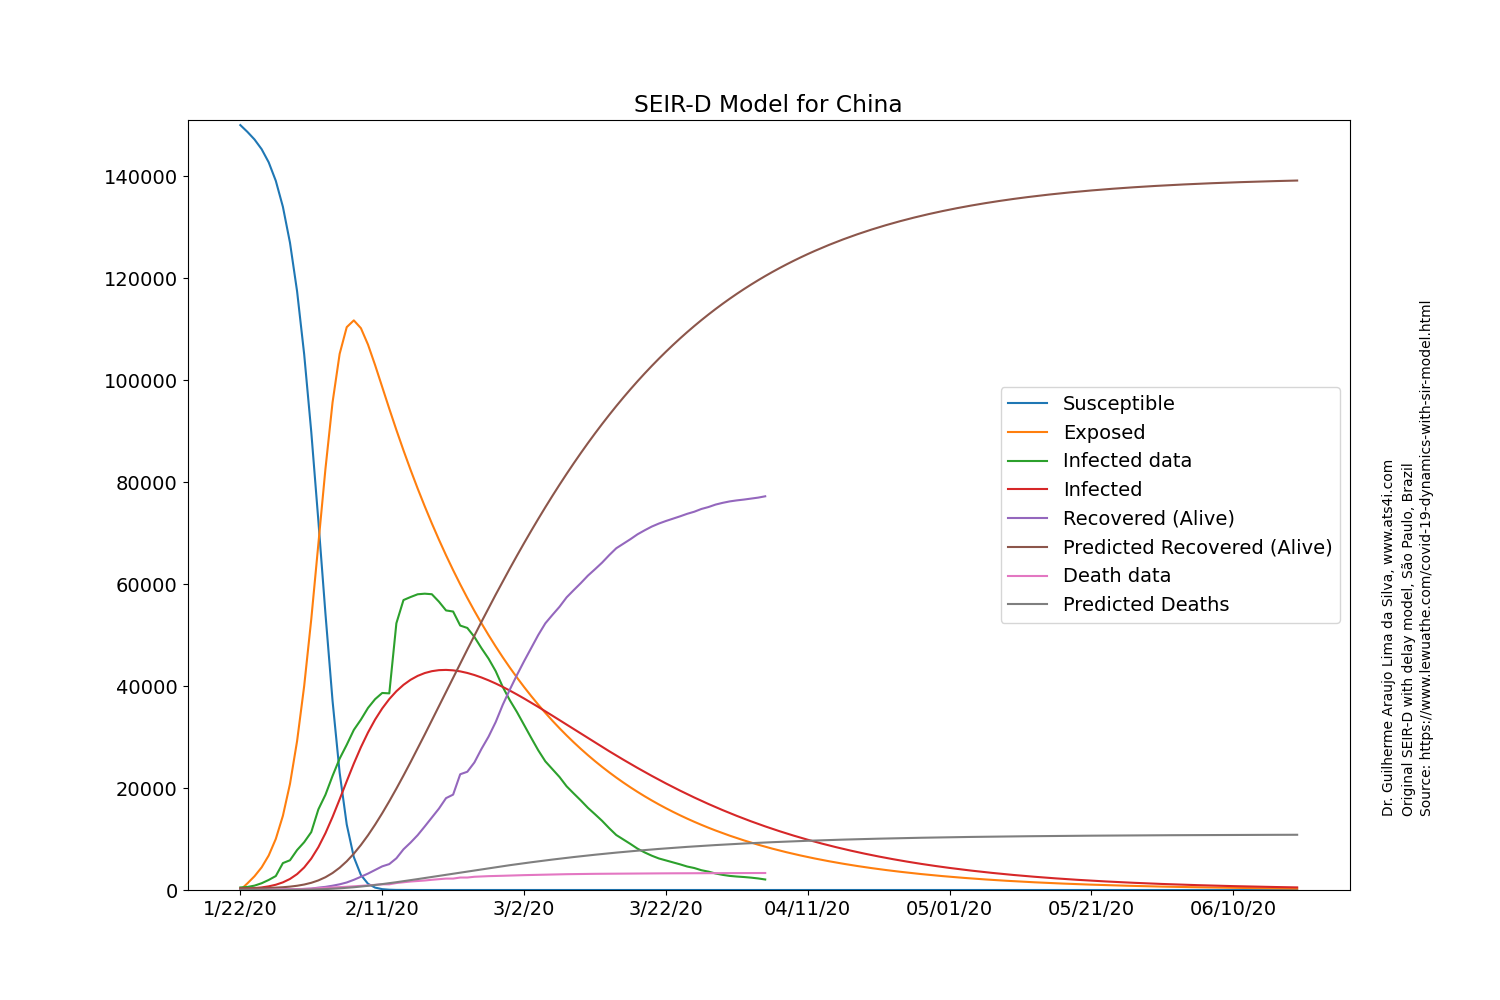 SEIR-D Model for China
140000
120000
100000
80000
60000
40000
20000
0
1/22/20
2/11/20
3/2/20
3/22/20
04/11/20
05/01/20
05/21/20
06/10/20
Susceptible
Exposed
Infected data
Infected
Recovered (Alive)
Predicted Recovered (Alive)
Death data
Predicted Deaths
Dr. Guilherme Araujo Lima da Silva, www.ats4i.com
Original SEIR-D with delay model, São Paulo, Brazil
Source: https://www.lewuathe.com/covid-19-dynamics-with-sir-model.html